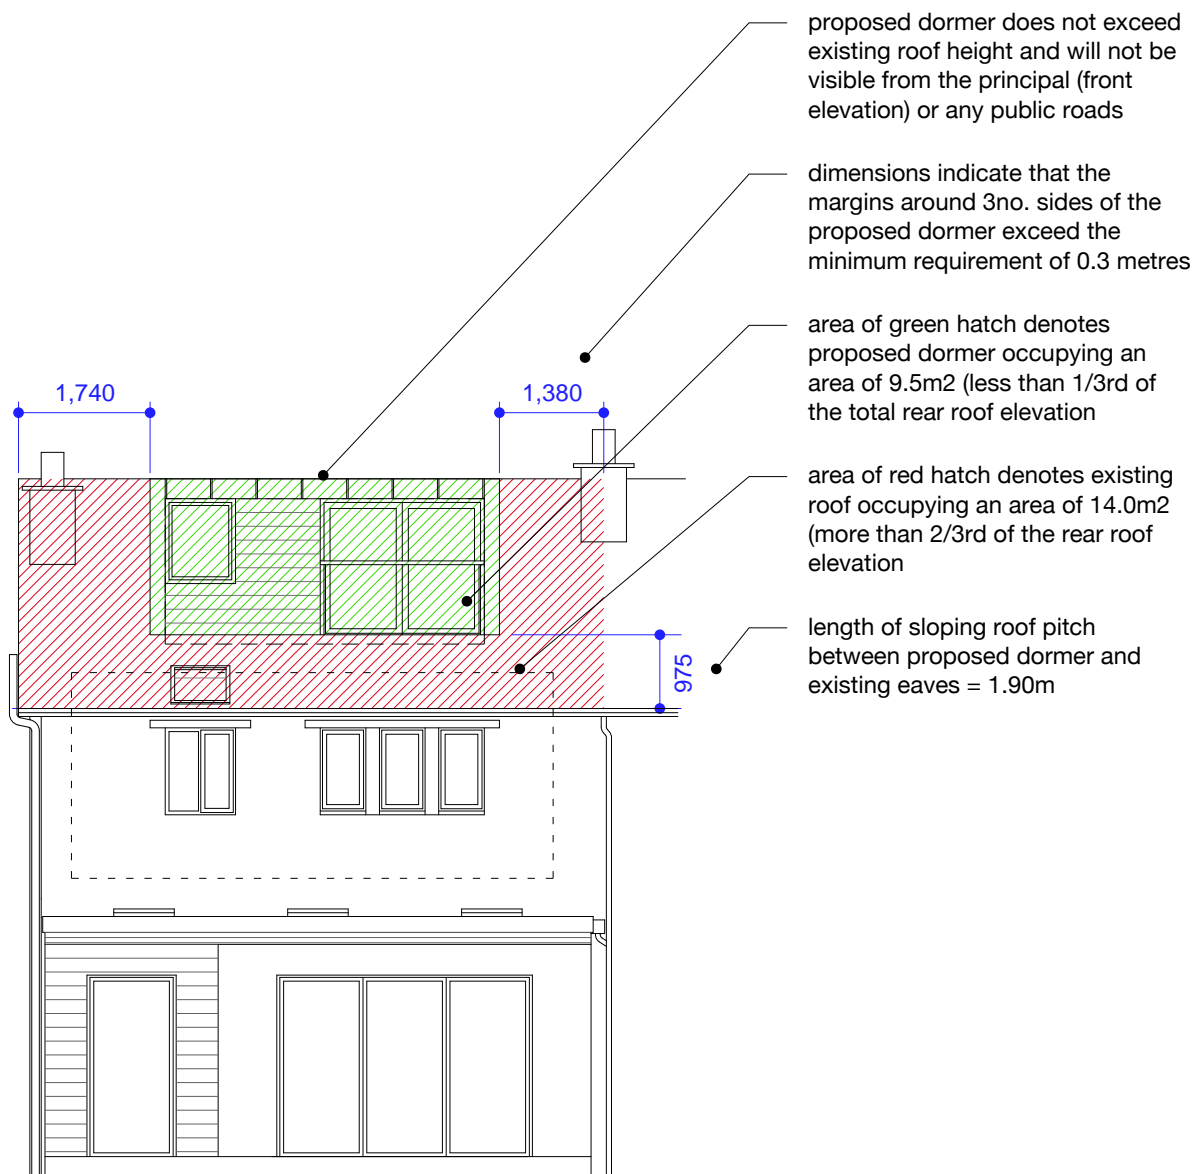 proposed dormer does not exceed
existing roof height and will not be
visible from the principal (front
elevation) or any public roads
dimensions indicate that the
margins around 3no. sides of the
proposed dormer exceed the
minimum requirement of 0.3 metres
area of green hatch denotes
proposed dormer occupying an
area of 9.5m2 (less than 1/3rd of
the total rear roof elevation
1,740
1,380
area of red hatch denotes existing
roof occupying an area of 14.0m2
(more than 2/3rd of the rear roof
elevation
length of sloping roof pitch
between proposed dormer and
existing eaves = 1.90m
975